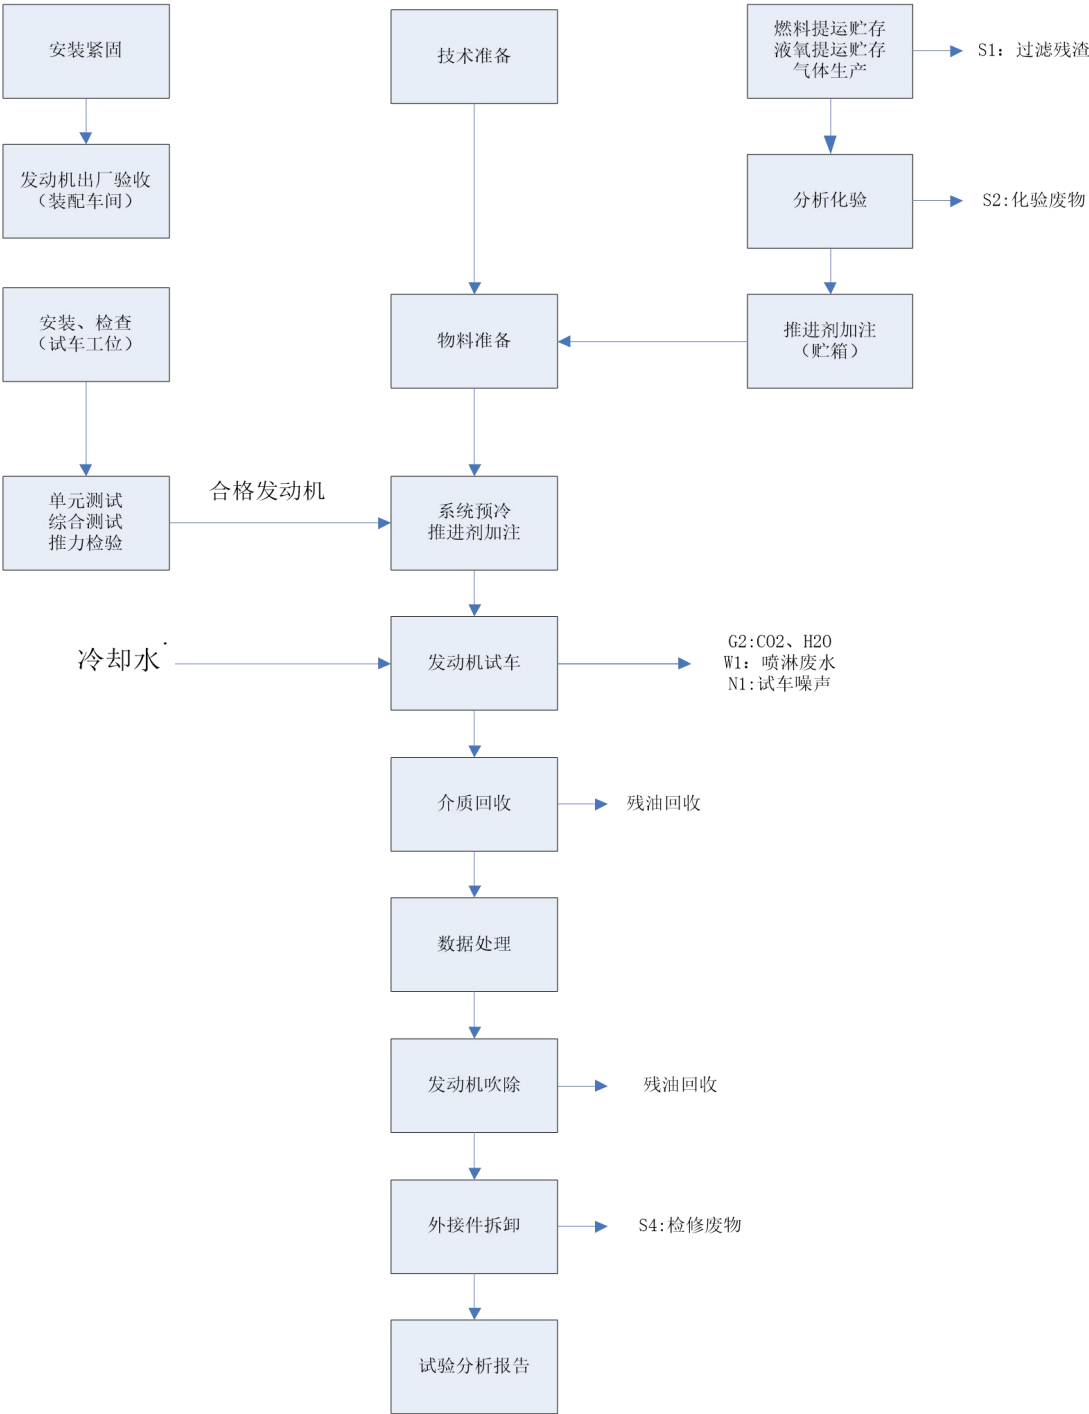 安装紧固
技术准备
燃料提运贮存
液氧提运贮存
气体生产
S1：过滤残渣
发动机出厂验收
（装配车间）
分析化验
S2:化验废物
安装、检查
（试车工位）
物料准备
推进剂加注
（贮箱）
单元测试
综合测试
推力检验
合格发动机
系统预冷
推进剂加注
冷却水
发动机试车
G2:CO2、H2O
W1：喷淋废水
N1:试车噪声
介质回收
残油回收
数据处理
发动机吹除
残油回收
外接件拆卸
S4:检修废物
试验分析报告